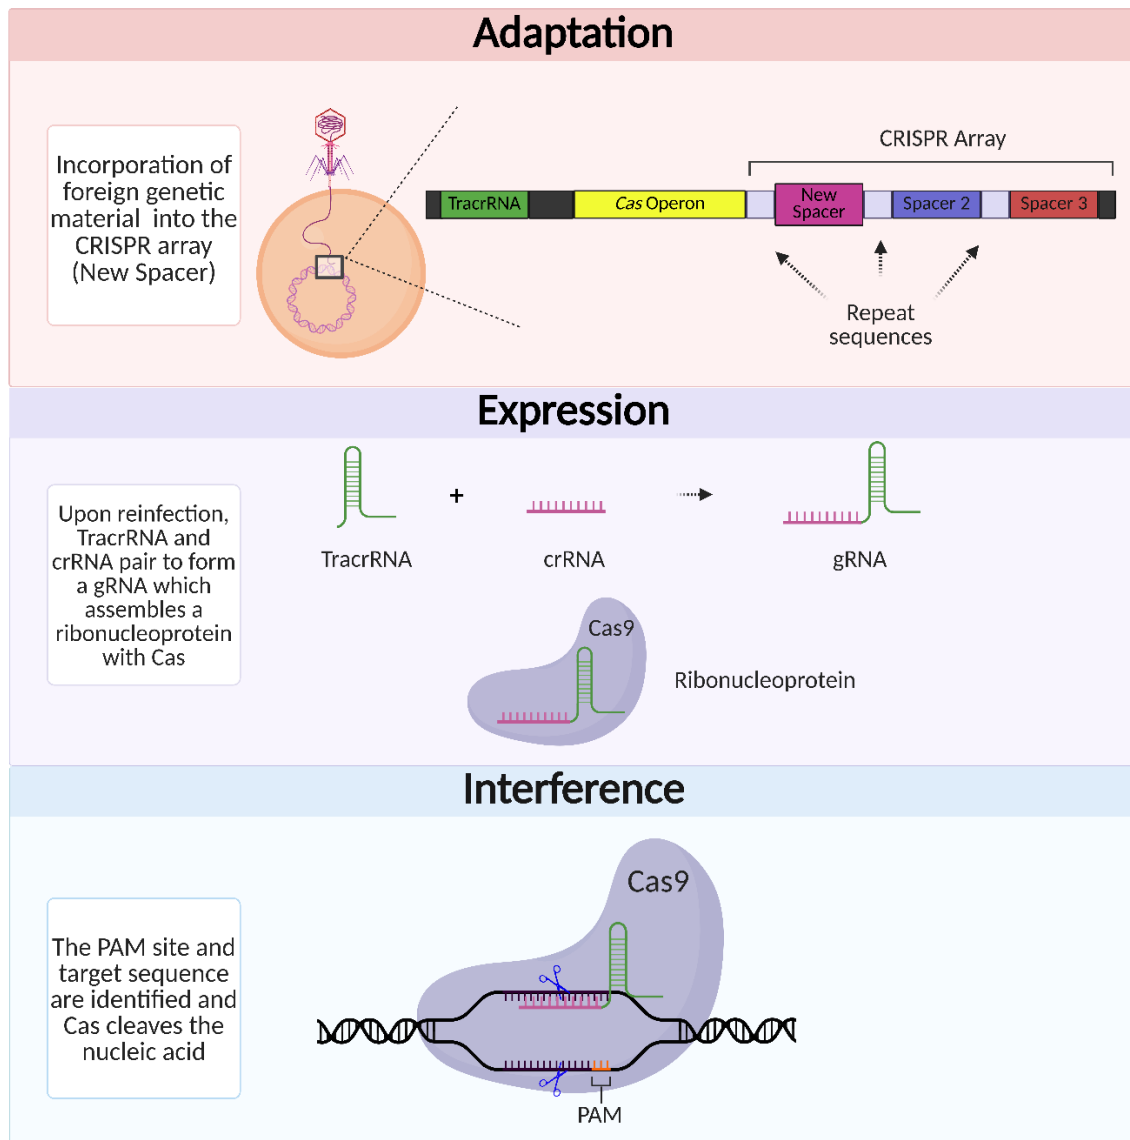 Adaptation
Incorporation of
foreign genetic
material into the
CRISPR array
(New Spacer)
CRISPR Array
TracrRNA
Cas Operon
New
Spacer
Spacer 2
Spacer 3
Repeat
sequences
Expression
Upon reinfection,
TracrRNA and
crRNA pair to form
a gRNA which
assembles a
ribonucleoprotein
with Cas
+
TracrRNA
crRNA
gRNA
Cas9
Ribonucleoprotein
Interference
The PAM site and
target sequence
are identified and
Cas cleaves the
nucleic acid
Cas9
PAM